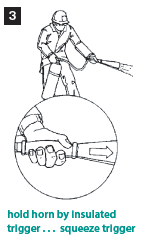 3
hold horn by insulated
trigger . . . squeeze trigger